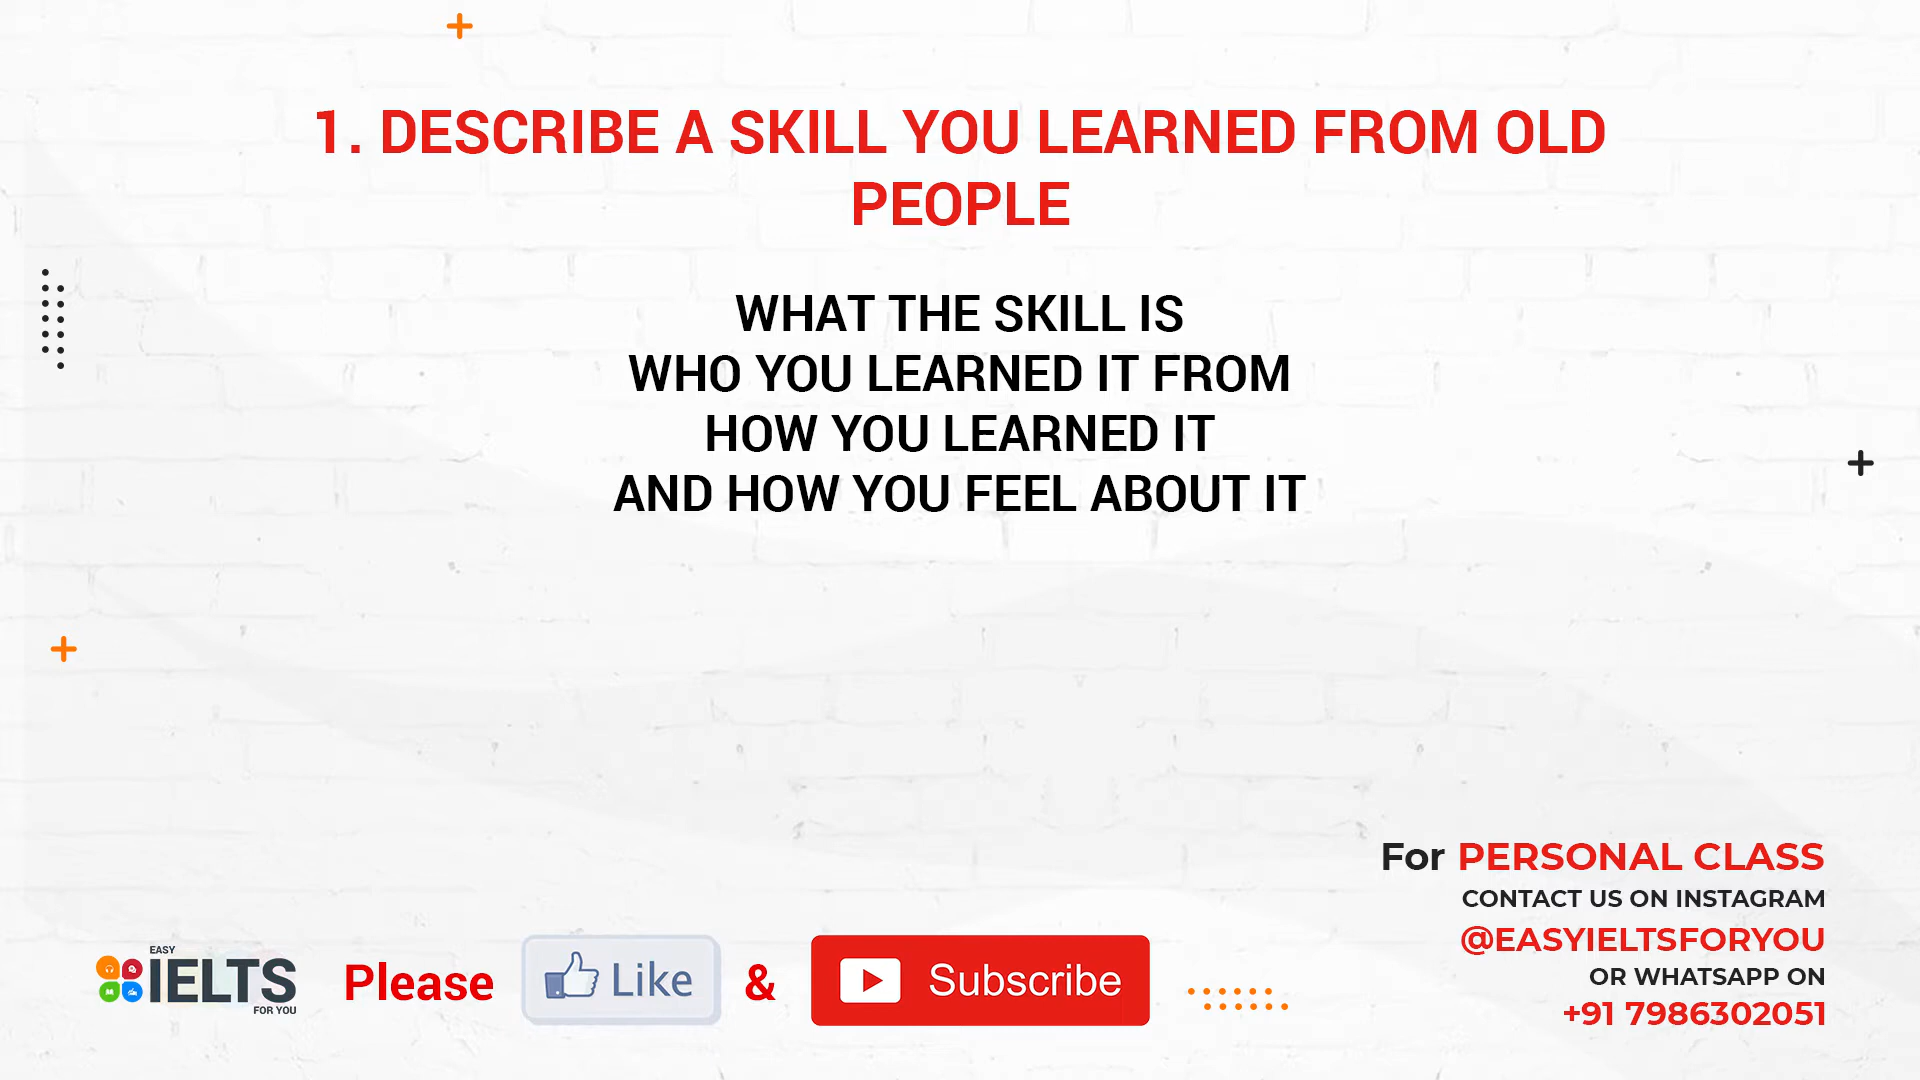 1. DESCRIBE A SKILL YOU LEARNED FROM OLD
PEOPLE
WHAT THE SKILL IS
WHO YOU LEARNED IT FROM
HOW YOU LEARNED IT
AND HOW YOU FEEL ABOUT IT
For PERSONAL CLASS
CONTACT US ON INSTAGRAM
@EASYIELTSFORYOU
OR WHATSAPP ON
+91 7986302051
EASY
IELTS
FOR YOU
Please Like & Subscribe